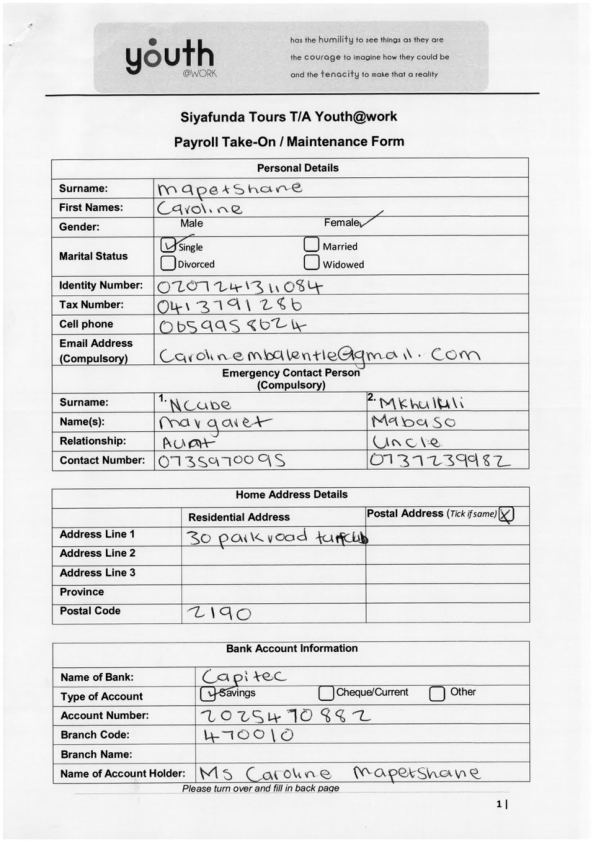 youth
@WORK
has the humility to see things as they are
the courage to imagine how they could be
and the tenacity to make that a reality
Siyafunda Tours T/A Youth@work
Payroll Take-On / Maintenance Form
Personal Details
Surname: Mapetshane
First Names: Caroline
Gender: Male Female
Marital Status Single Married
Divorced Widowed
Identity Number: 0207241311084
Tax Number: 0413791286
Cell phone 0659958624
Email Address
(Compulsory) Carolinembalentle@gmail.com
Emergency Contact Person
(Compulsory)
Surname: 1. Ncube 2. Mkhululi
Name(s): Margaret Mabaso
Relationship: Aunt Uncle
Contact Number: 0735970095 0737239982
Home Address Details
Residential Address Postal Address (Tick if same)
Address Line 1 30 park road turfclub
Address Line 2
Address Line 3
Province
Postal Code 2190
Bank Account Information
Name of Bank: Capitec
Type of Account Savings Cheque/Current Other
Account Number: 2025470882
Branch Code: 470010
Branch Name:
Name of Account Holder: Ms Caroline Mapetshane
Please turn over and fill in back page
1 |